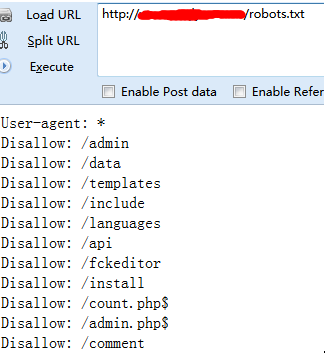 Load URL
http:// /robots.txt
Split URL
Execute
Enable Post data Enable Refer
User-agent: *
Disallow: /admin
Disallow: /data
Disallow: /templates
Disallow: /include
Disallow: /languages
Disallow: /api
Disallow: /fckeditor
Disallow: /install
Disallow: /count.php$
Disallow: /admin.php$
Disallow: /comment